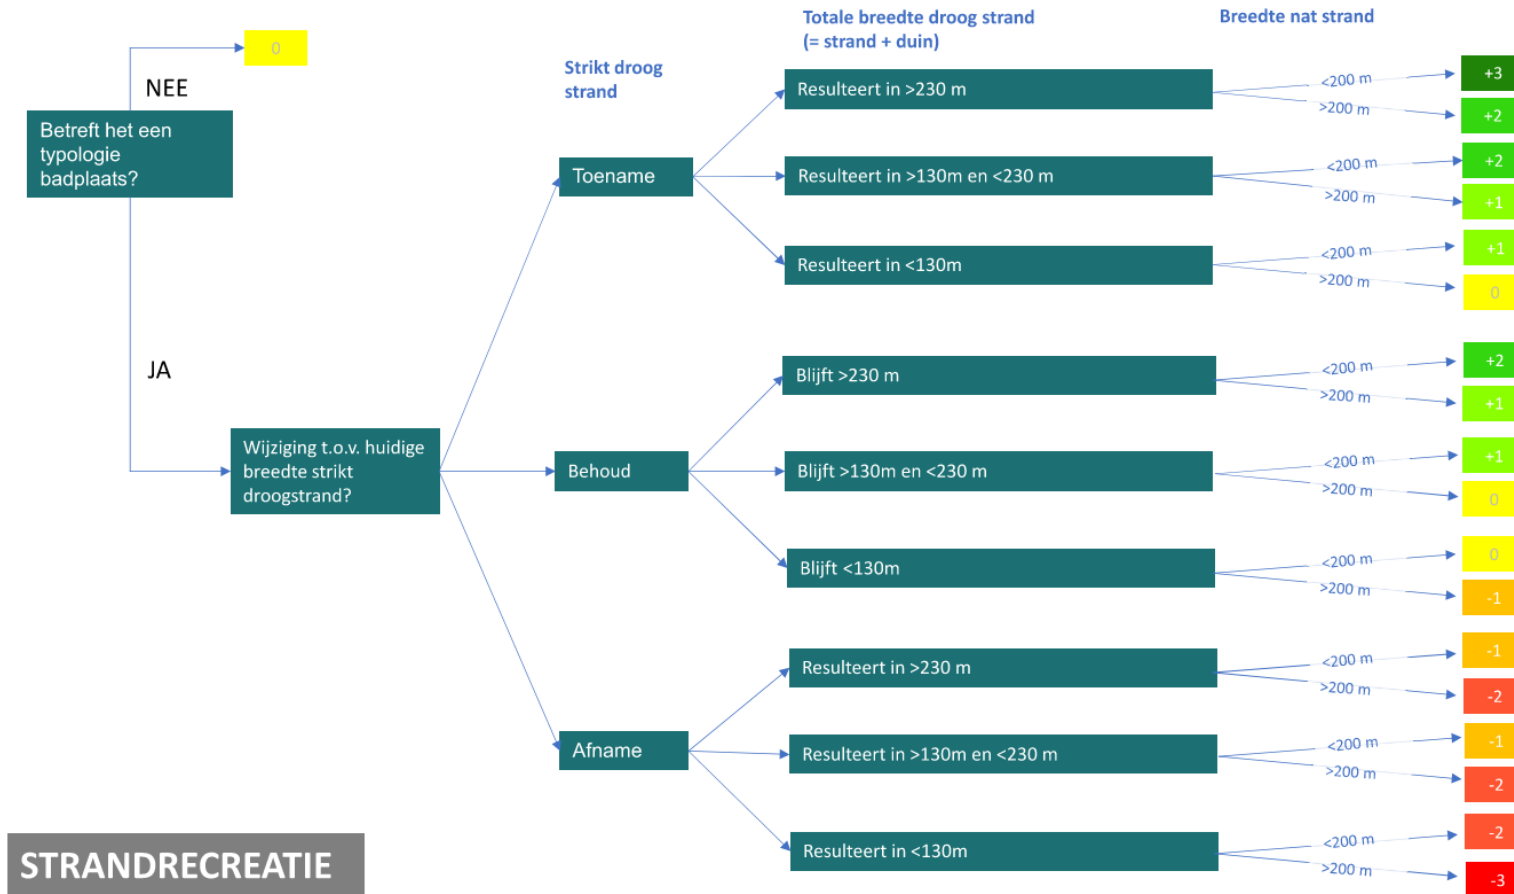 Totale breedte droog strand
(= strand + duin)
Breedte nat strand
Strikt droog
strand
0
NEE
Betreft het een
typologie
badplaats?
JA
Wijziging t.o.v. huidige
breedte strikt
droogstrand?
Toename
Resulteert in >230 m
<200 m
+3
>200 m
+2
Resulteert in >130m en <230 m
<200 m
+2
>200 m
+1
Resulteert in <130m
<200 m
+1
>200 m
0
Behoud
Blijft >230 m
<200 m
+2
>200 m
+1
Blijft >130m en <230 m
<200 m
+1
>200 m
0
Blijft <130m
<200 m
0
>200 m
-1
Afname
Resulteert in >230 m
<200 m
-1
>200 m
-2
Resulteert in >130m en <230 m
<200 m
-1
>200 m
-2
Resulteert in <130m
<200 m
-2
>200 m
-3
STRANDRECREATIE